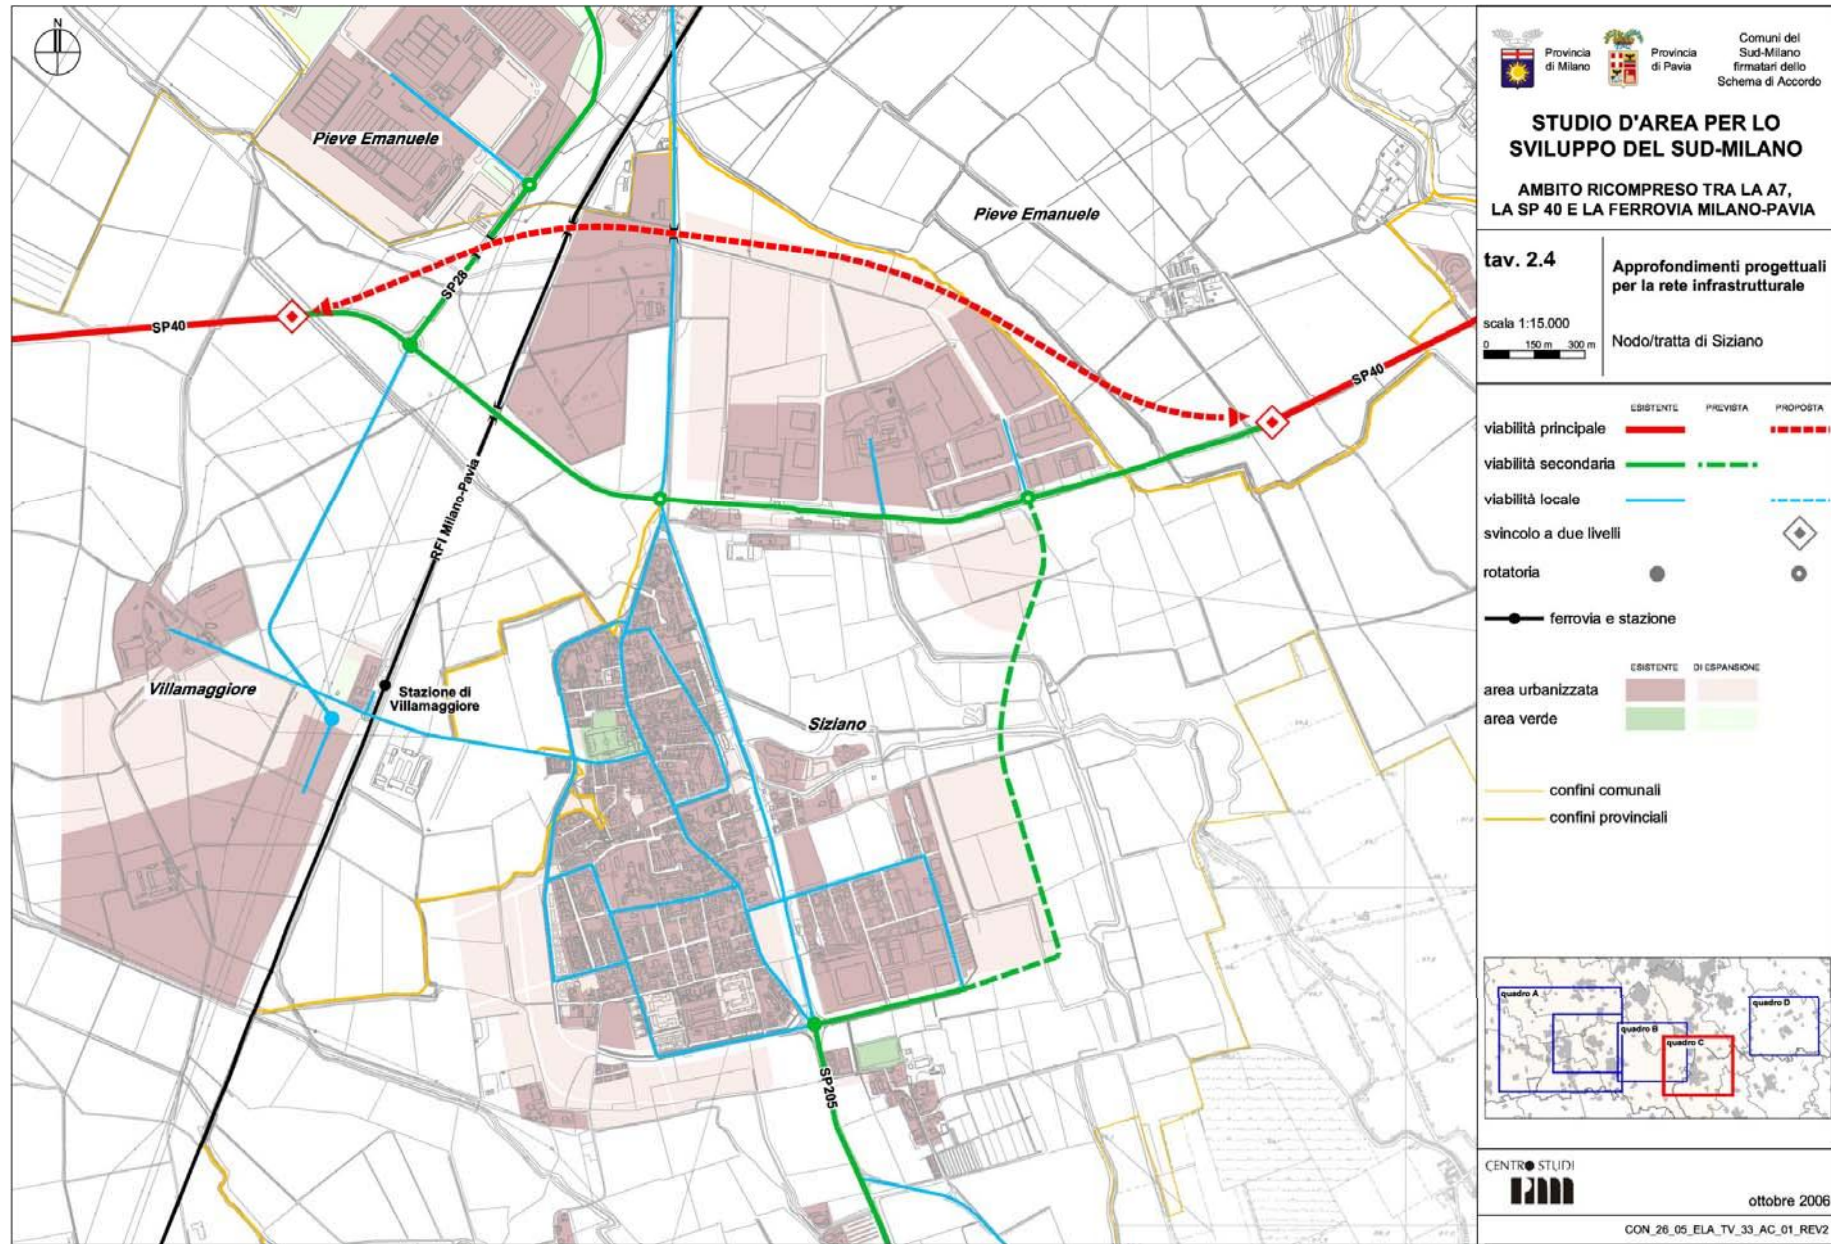 N
Pieve Emanuele
Pieve Emanuele
SP28
SP40
SP40
RFI Milano-Pavia
Villamaggiore
Stazione di
Villamaggiore
Siziano
SP205
Provincia
di Milano
Provincia
di Pavia
Comuni del
Sud-Milano
firmatari dello
Schema di Accordo
STUDIO D'AREA PER LO
SVILUPPO DEL SUD-MILANO
AMBITO RICOMPRESO TRA LA A7,
LA SP 40 E LA FERROVIA MILANO-PAVIA
tav. 2.4
Approfondimenti progettuali
per la rete infrastrutturale
scala 1:15.000
0 150 m 300 m
Nodo/tratta di Siziano
ESISTENTE PREVISTA PROPOSTA
viabilità principale
viabilità secondaria
viabilità locale
svincolo a due livelli
rotatoria
ferrovia e stazione
ESISTENTE DI ESPANSIONE
area urbanizzata
area verde
confini comunali
confini provinciali
quadro A
quadro D
quadro B
quadro C
CENTRO STUDI
PIM
ottobre 2006
CON_26_05_ELA_TV_33_AC_01_REV2